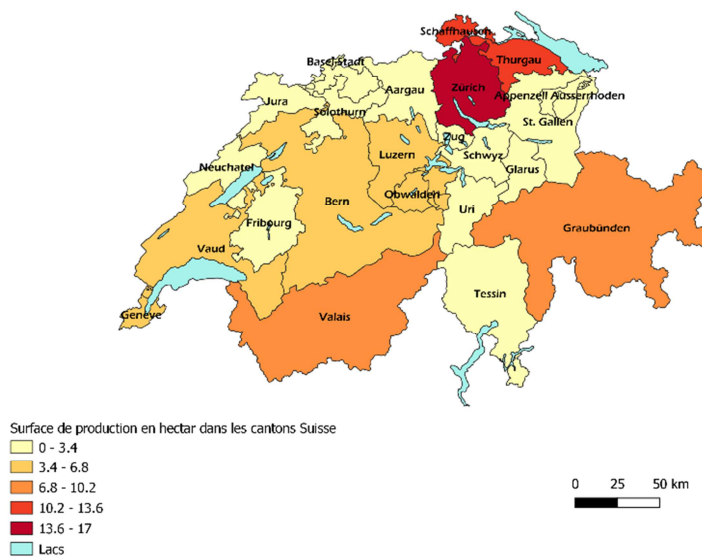 Schaffhausen
Basel-Stadt
Thurgau
Aargau
Zürich
Jura
Appenzell Ausserrhoden
Solothurn
St. Gallen
Zug
Luzern
Schwyz
Neuchatel
Glarus
Obwalden
Bern
Uri
Fribourg
Graubünden
Vaud
Tessin
Genève
Valais
Surface de production en hectar dans les cantons Suisse
0 - 3.4
3.4 - 6.8
6.8 - 10.2
10.2 - 13.6
13.6 - 17
Lacs
0 25 50 km